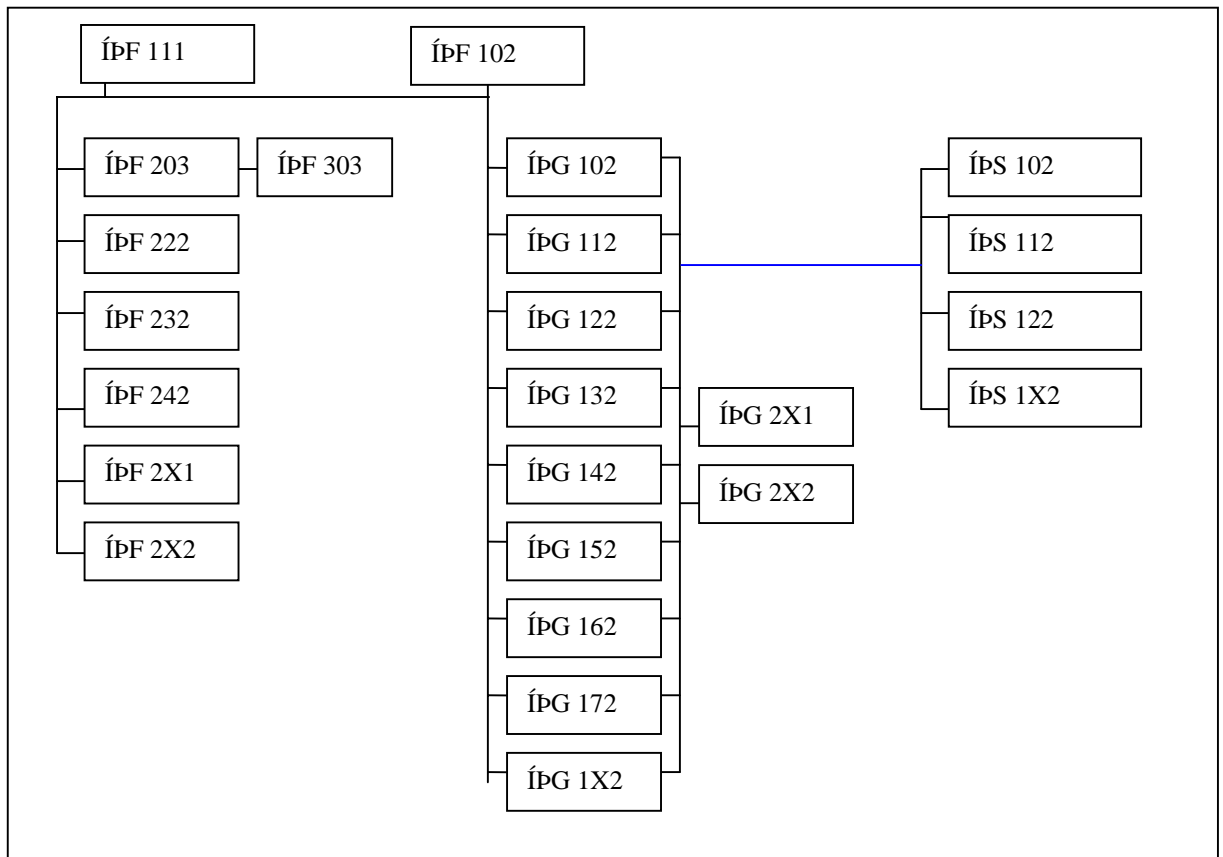 ÍÞF 111
ÍÞF 102
ÍÞF 203
ÍÞF 303
ÍÞF 222
ÍÞF 232
ÍÞF 242
ÍÞF 2X1
ÍÞF 2X2
ÍÞG 102
ÍÞG 112
ÍÞG 122
ÍÞG 132
ÍÞG 142
ÍÞG 152
ÍÞG 162
ÍÞG 172
ÍÞG 1X2
ÍÞG 2X1
ÍÞG 2X2
ÍÞS 102
ÍÞS 112
ÍÞS 122
ÍÞS 1X2